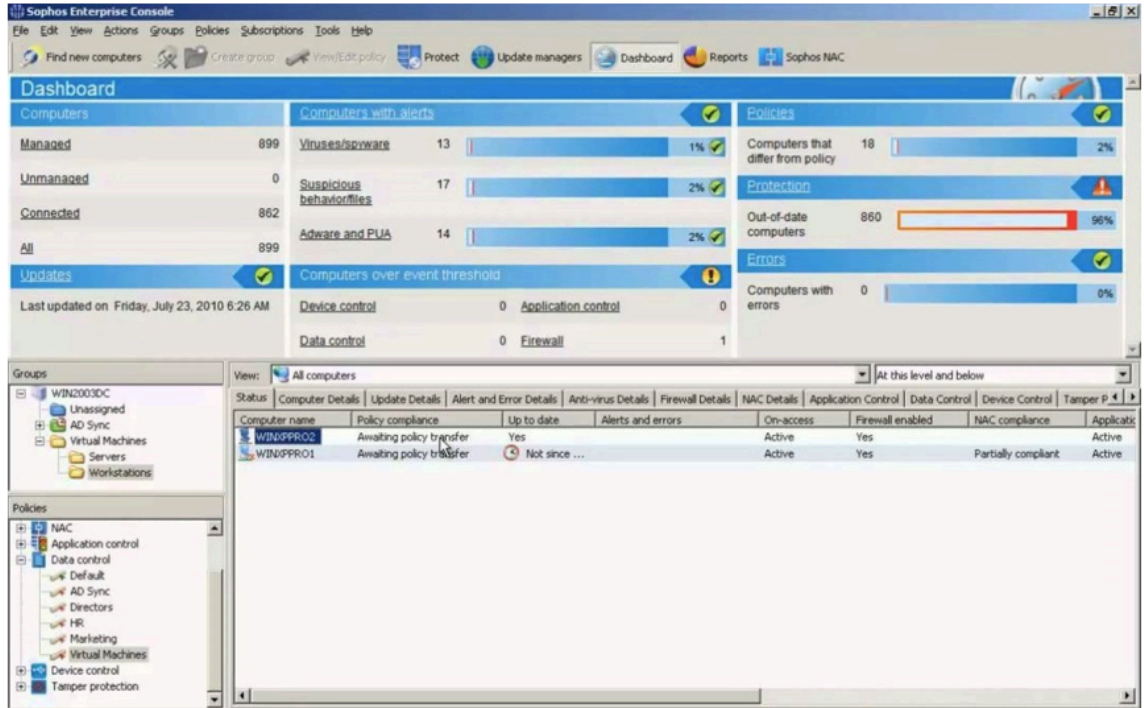 Sophos Enterprise Console
File Edit View Actions Groups Policies Subscriptions Tools Help
Find new computers Create group View/Edit policy Protect Update managers Dashboard Reports Sophos NAC
Dashboard
Computers
Managed 899
Unmanaged 0
Connected 862
All 899
Updates
Last updated on Friday, July 23, 2010 6:26 AM
Computers with alerts
Viruses/spyware 13 1%
Suspicious behavior/files 17 2%
Adware and PUA 14 2%
Computers over event threshold
Device control 0 Application control 0
Data control 0 Firewall 1
Policies
Computers that differ from policy 18 2%
Protection
Out-of-date computers 860 96%
Errors
Computers with errors 0 0%
Groups
WIN2003DC
Unassigned
AD Sync
Virtual Machines
Servers
Workstations
Policies
NAC
Application control
Data control
Default
AD Sync
Directors
HR
Marketing
Virtual Machines
Device control
Tamper protection
View: All computers At this level and below
Status Computer Details Update Details Alert and Error Details Anti-virus Details Firewall Details NAC Details Application Control Data Control Device Control Tamper P
Computer name Policy compliance Up to date Alerts and errors On-access Firewall enabled NAC compliance Applicatic
WINXPPRO2 Awaiting policy transfer Yes Active Yes Active
WINXPPRO1 Awaiting policy transfer Not since ... Active Yes Partially compliant Active